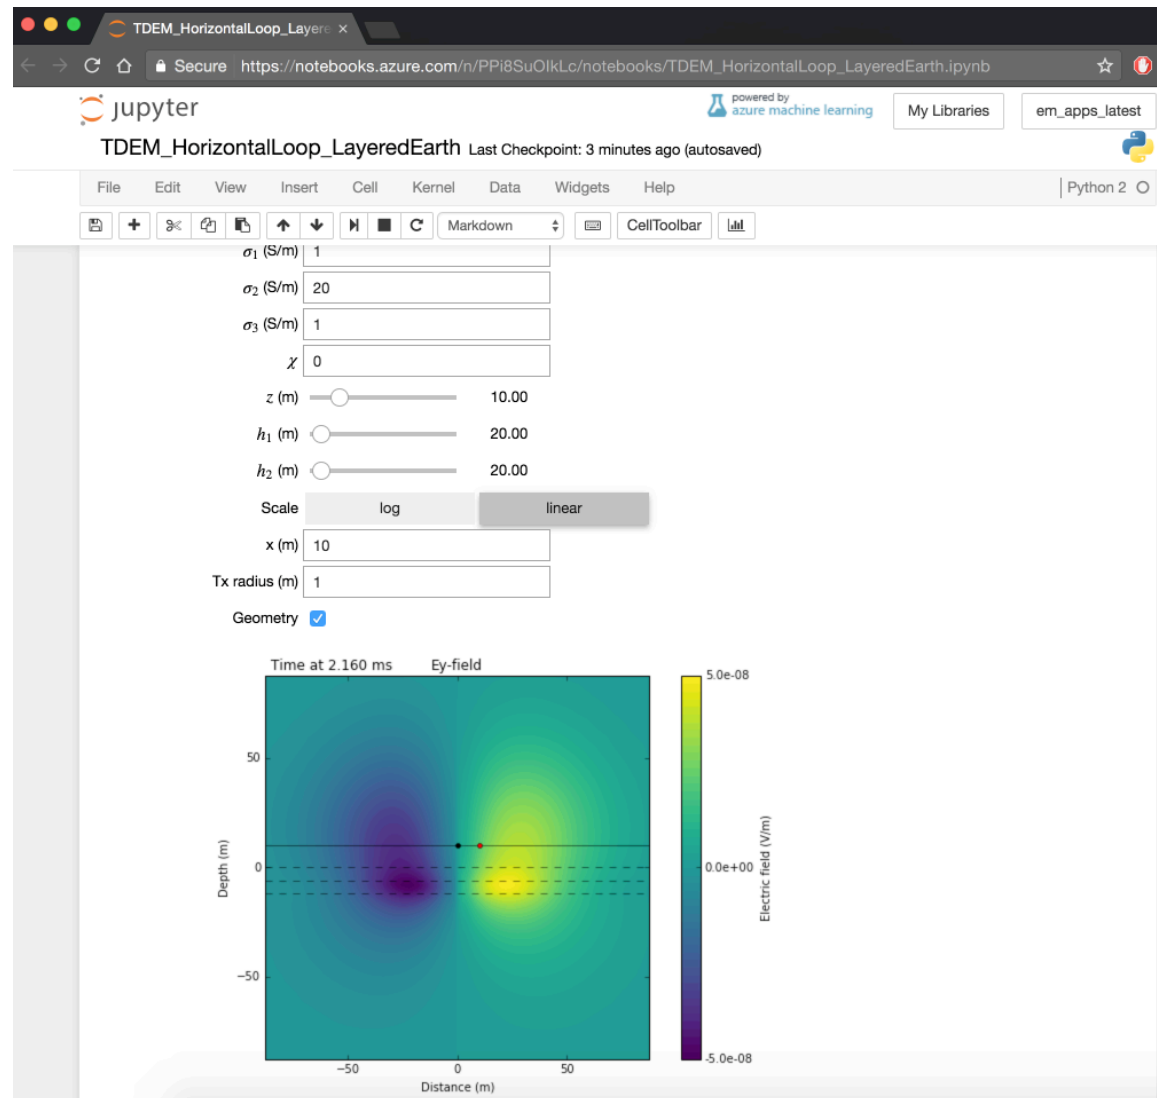 TDEM_HorizontalLoop_Layere ×
Secure https://notebooks.azure.com/n/PPi8SuOlkLc/notebooks/TDEM_HorizontalLoop_LayeredEarth.ipynb
jupyter
powered by
azure machine learning
My Libraries
em_apps_latest
TDEM_HorizontalLoop_LayeredEarth Last Checkpoint: 3 minutes ago (autosaved)
File Edit View Insert Cell Kernel Data Widgets Help Python 2
Markdown CellToolbar
σ1 (S/m) 1
σ2 (S/m) 20
σ3 (S/m) 1
χ 0
z (m) 10.00
h1 (m) 20.00
h2 (m) 20.00
Scale log linear
x (m) 10
Tx radius (m) 1
Geometry
Time at 2.160 ms Ey-field
5.0e-08
50
0
−50
Depth (m)
0.0e+00
-5.0e-08
Electric field (V/m)
−50 0 50
Distance (m)